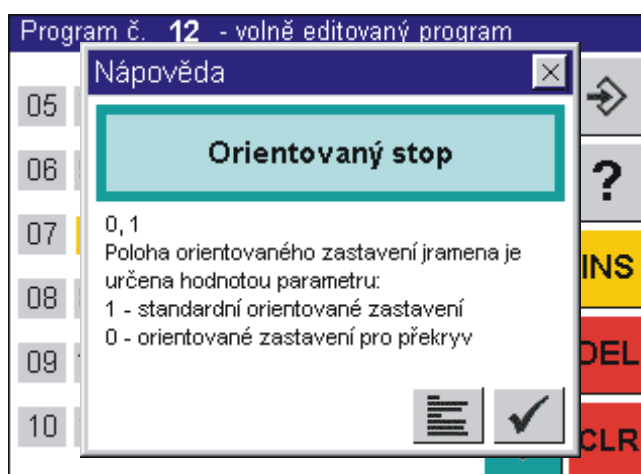 Program č. 12 - volně editovaný program
Nápověda
05
Orientovaný stop
06
?
0, 1
07
Poloha orientovaného zastavení jramena je
určena hodnotou parametru:
INS
1 - standardní orientované zastavení
08
0 - orientované zastavení pro překryv
09
DEL
10
CLR